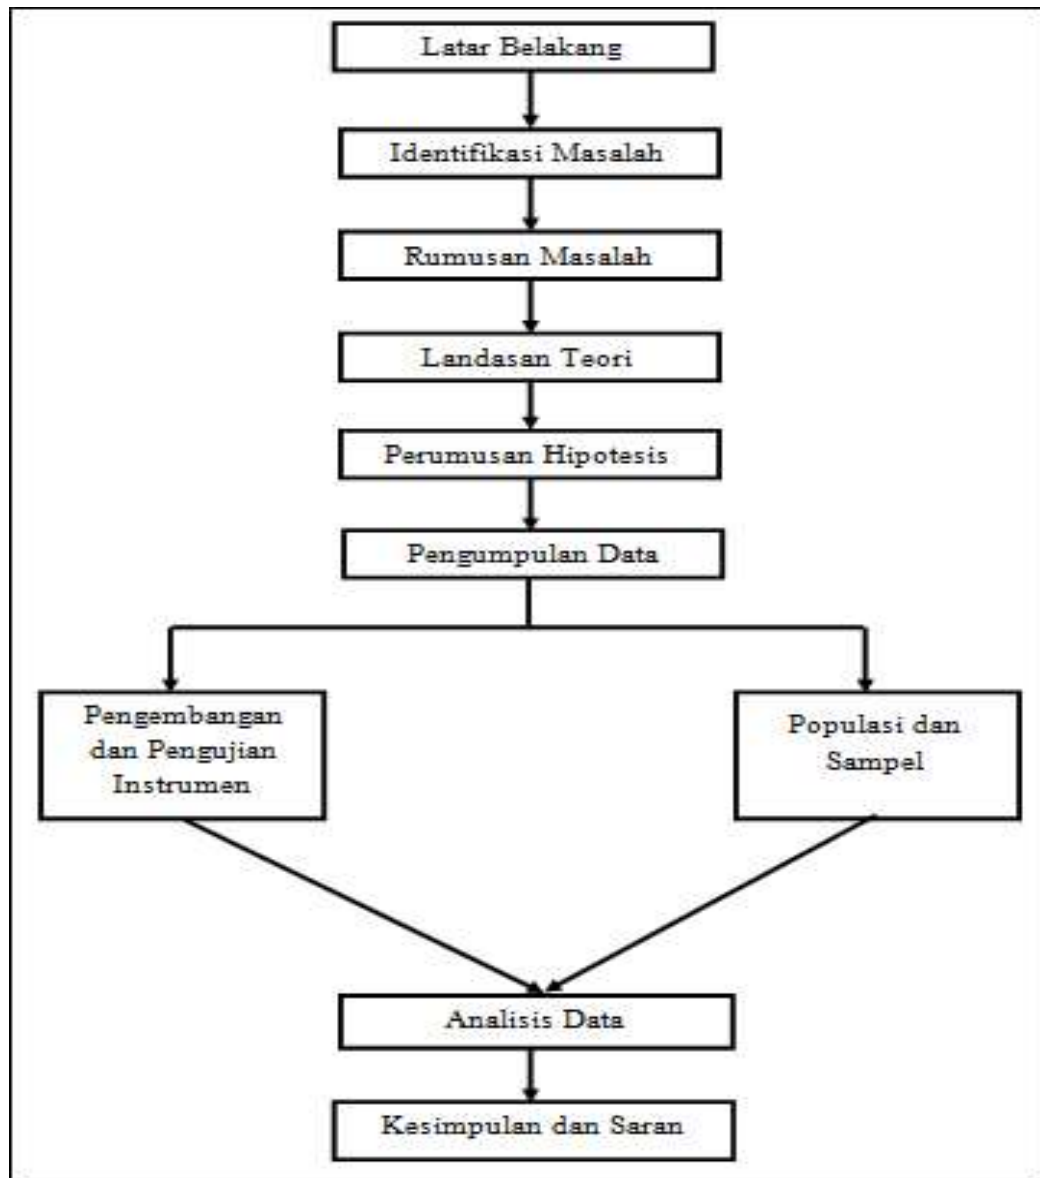 Latar Belakang
Identifikasi Masalah
Rumusan Masalah
Landasan Teori
Perumusan Hipotesis
Pengumpulan Data
Pengembangan
dan Pengujian
Instrumen
Populasi dan
Sampel
Analisis Data
Kesimpulan dan Saran